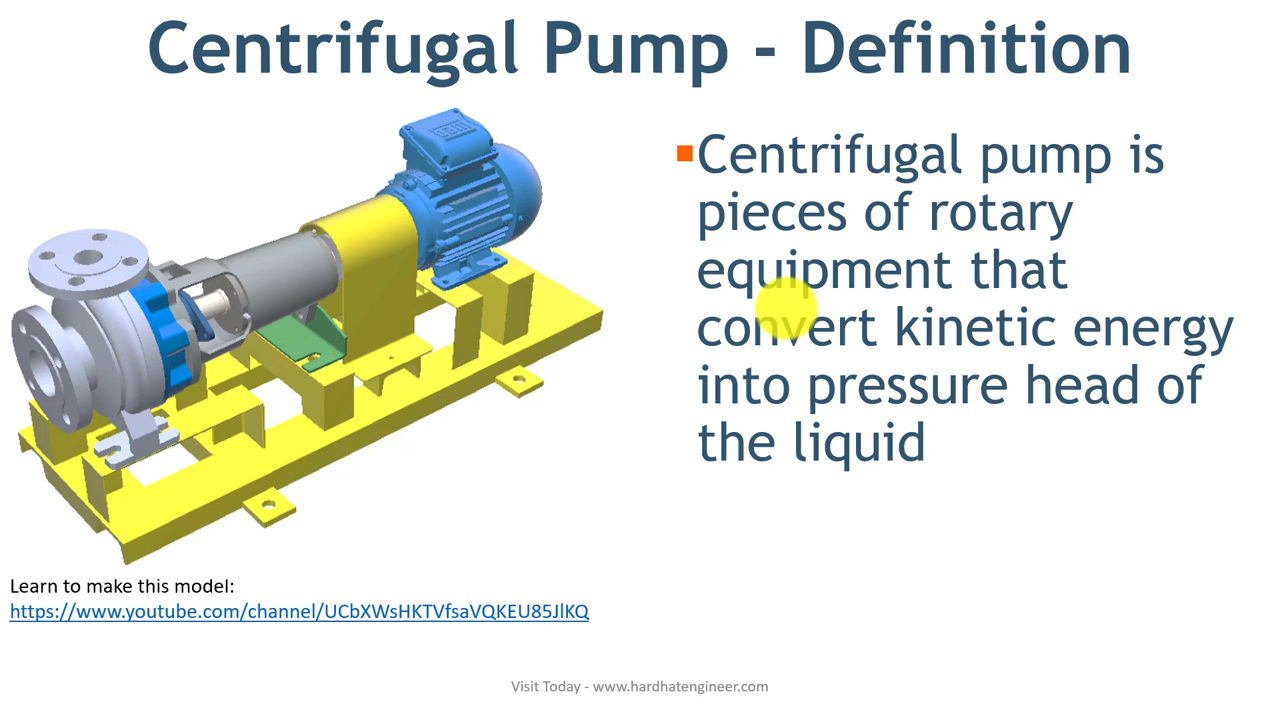 Centrifugal Pump - Definition
Centrifugal pump is
pieces of rotary
equipment that
convert kinetic energy
into pressure head of
the liquid
Learn to make this model:
https://www.youtube.com/channel/UCbXWsHKTVfsaVQKEU85JlKQ
Visit Today - www.hardhatengineer.com